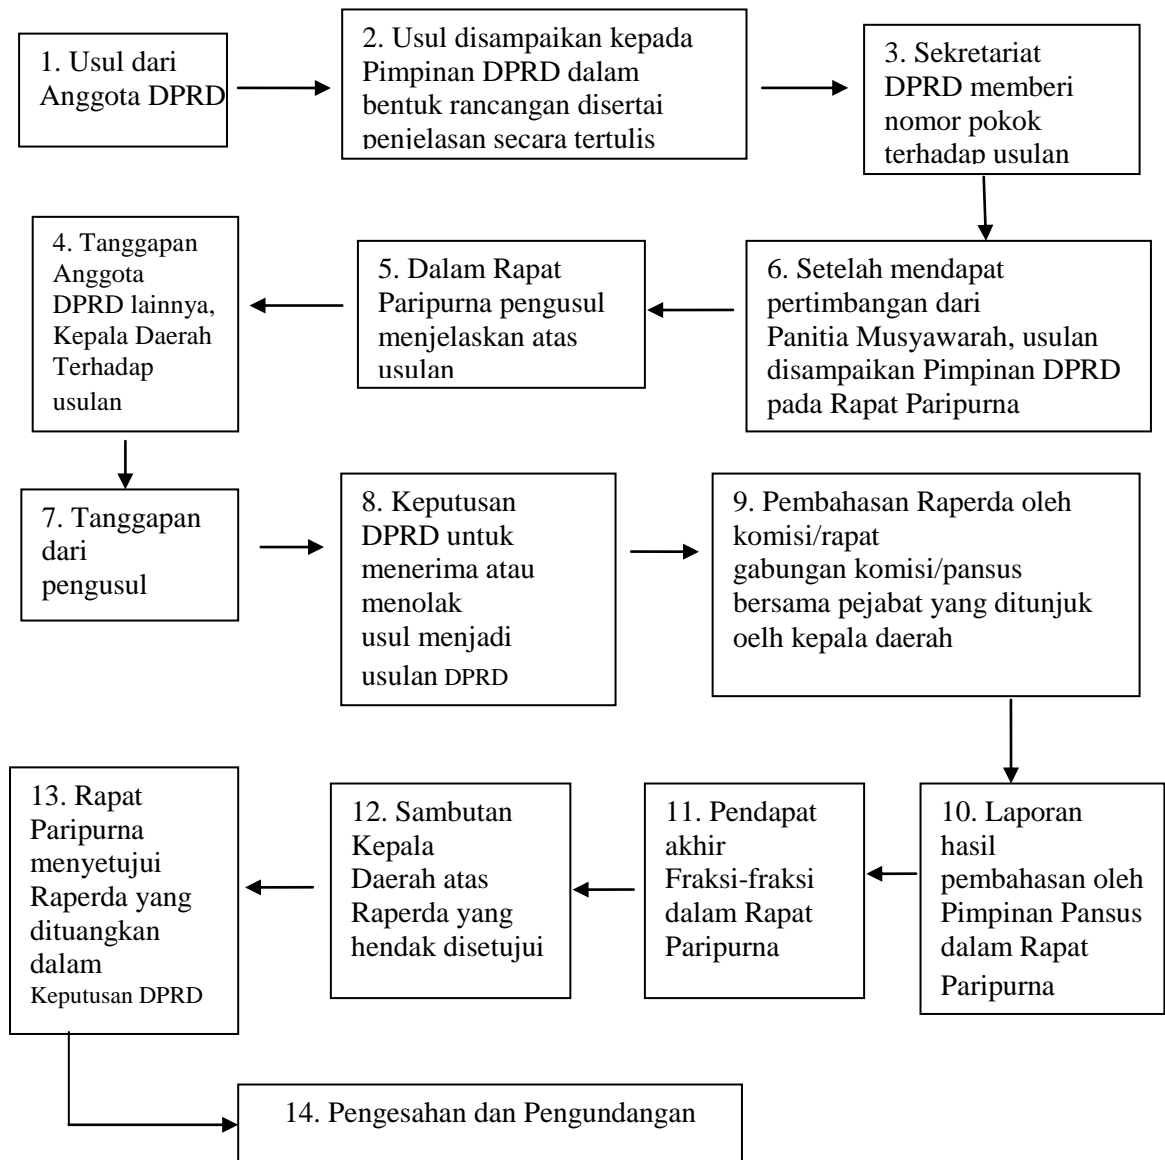 1. Usul dari
Anggota DPRD
2. Usul disampaikan kepada
Pimpinan DPRD dalam
bentuk rancangan disertai
penjelasan secara tertulis
3. Sekretariat
DPRD memberi
nomor pokok
terhadap usulan
4. Tanggapan
Anggota
DPRD lainnya,
Kepala Daerah
Terhadap
usulan
5. Dalam Rapat
Paripurna pengusul
menjelaskan atas
usulan
6. Setelah mendapat
pertimbangan dari
Panitia Musyawarah, usulan
disampaikan Pimpinan DPRD
pada Rapat Paripurna
7. Tanggapan
dari
pengusul
8. Keputusan
DPRD untuk
menerima atau
menolak
usul menjadi
usulan DPRD
9. Pembahasan Raperda oleh
komisi/rapat
gabungan komisi/pansus
bersama pejabat yang ditunjuk
oelh kepala daerah
13. Rapat
Paripurna
menyetujui
Raperda yang
dituangkan
dalam
Keputusan DPRD
12. Sambutan
Kepala
Daerah atas
Raperda yang
hendak disetujui
11. Pendapat
akhir
Fraksi-fraksi
dalam Rapat
Paripurna
10. Laporan
hasil
pembahasan oleh
Pimpinan Pansus
dalam Rapat
Paripurna
14. Pengesahan dan Pengundangan